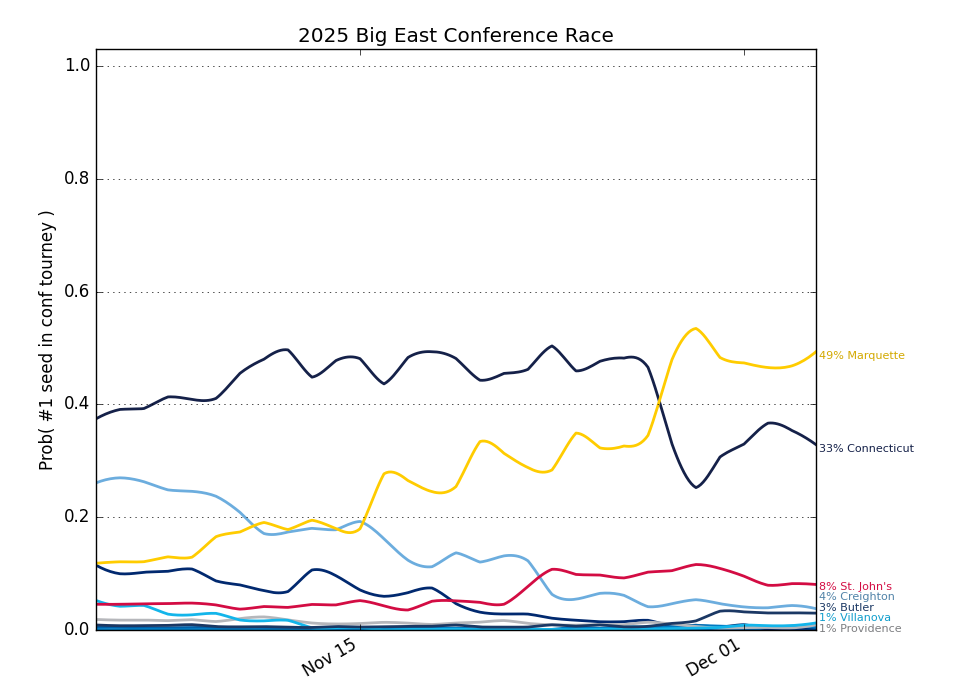 2025 Big East Conference Race
Prob( #1 seed in conf tourney )
1.0
0.8
0.6
0.4
0.2
0.0
Nov 15
Dec 01
49% Marquette
33% Connecticut
8% St. John's
4% Creighton
3% Butler
1% Villanova
1% Providence